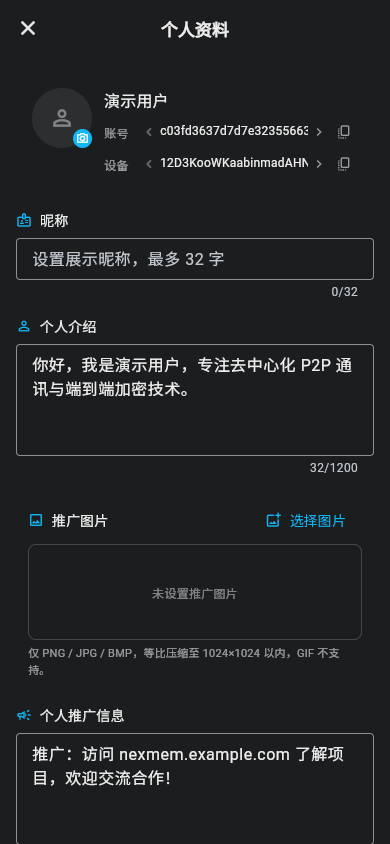 个人资料
演示用户
账号 c03fd3637d7d7e32355663
设备 12D3KooWKaabinmadAHN
昵称
设置展示昵称，最多 32 字
0/32
个人介绍
你好，我是演示用户，专注去中心化 P2P 通
讯与端到端加密技术。
32/1200
推广图片 选择图片
未设置推广图片
仅 PNG / JPG / BMP，等比压缩至 1024×1024 以内，GIF 不支
持。
个人推广信息
推广：访问 nexmem.example.com 了解项
目，欢迎交流合作！